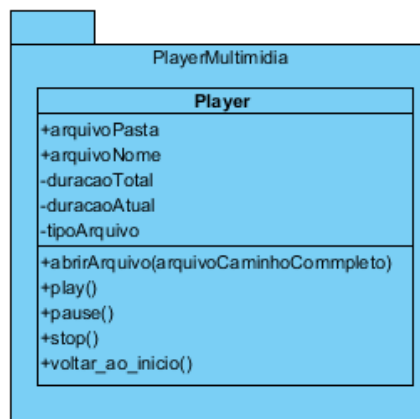 PlayerMultimidia
Player
+arquivoPasta
+arquivoNome
-duracaoTotal
-duracaoAtual
-tipoArquivo
+abrirArquivo(arquivoCaminhoCommpleto)
+play()
+pause()
+stop()
+voltar_ao_inicio()